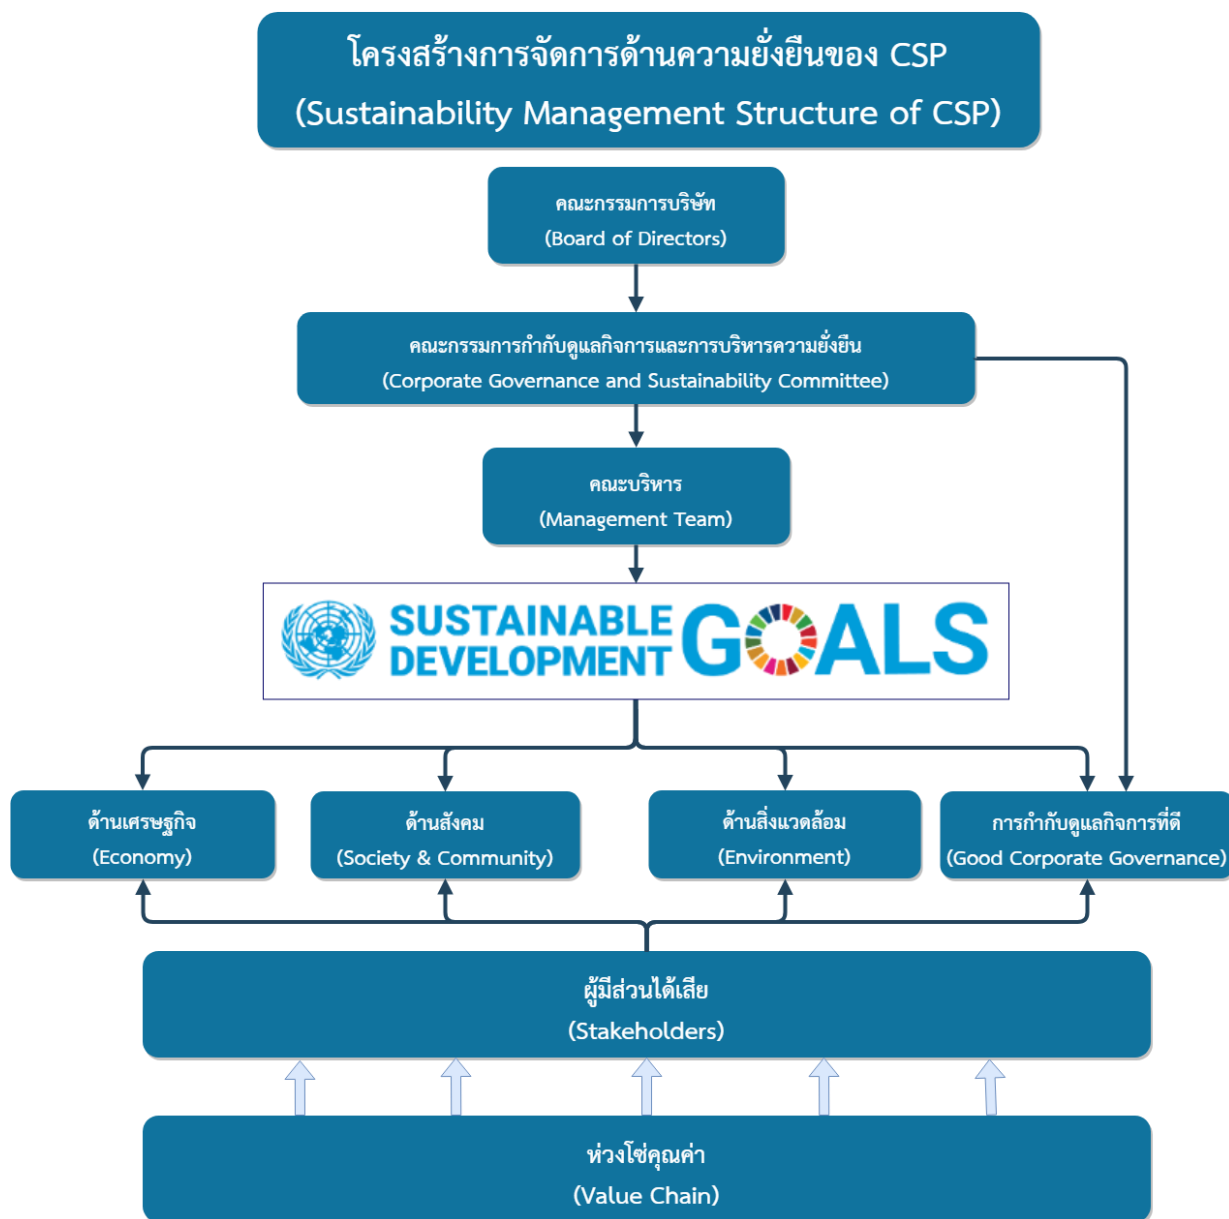 โครงสร้างการจัดการด้านความยั่งยืนของ CSP
(Sustainability Management Structure of CSP)
คณะกรรมการบริษัท
(Board of Directors)
คณะกรรมการกำกับดูแลกิจการและการบริหารความยั่งยืน
(Corporate Governance and Sustainability Committee)
คณะบริหาร
(Management Team)
SUSTAINABLE
DEVELOPMENT
GOALS
ด้านเศรษฐกิจ
(Economy)
ด้านสังคม
(Society & Community)
ด้านสิ่งแวดล้อม
(Environment)
การกำกับดูแลกิจการที่ดี
(Good Corporate Governance)
ผู้มีส่วนได้เสีย
(Stakeholders)
ห่วงโซ่คุณค่า
(Value Chain)